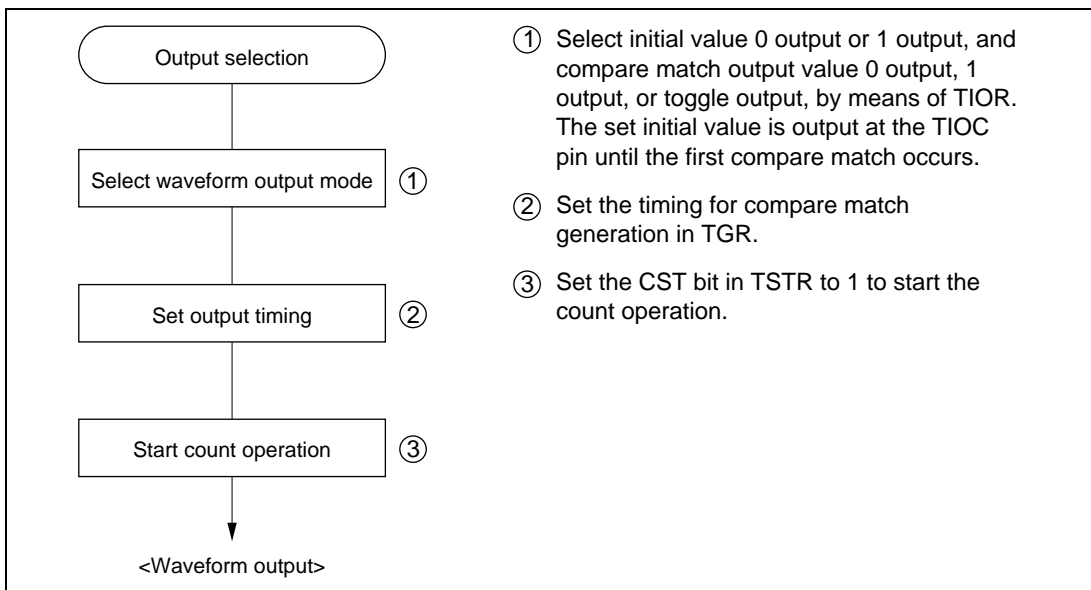 Output selection
Select waveform output mode ①
Set output timing ②
Start count operation ③
<Waveform output>
① Select initial value 0 output or 1 output, and
compare match output value 0 output, 1
output, or toggle output, by means of TIOR.
The set initial value is output at the TIOC
pin until the first compare match occurs.
② Set the timing for compare match
generation in TGR.
③ Set the CST bit in TSTR to 1 to start the
count operation.